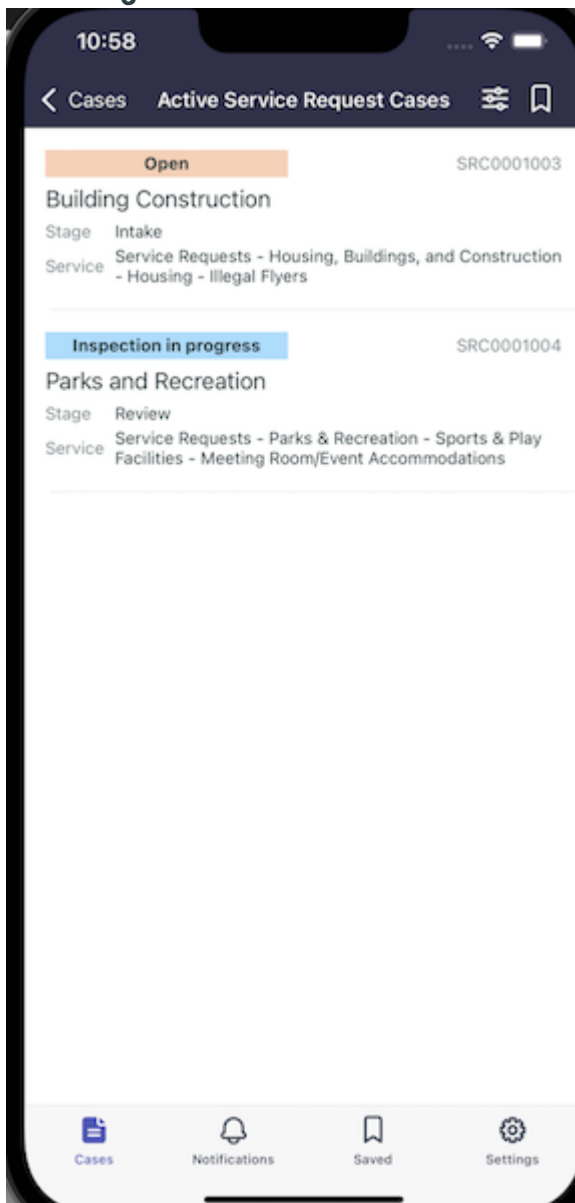 10:58
Cases Active Service Request Cases
Open SRC0001003
Building Construction
Stage Intake
Service Service Requests - Housing, Buildings, and Construction
- Housing - Illegal Flyers
Inspection in progress SRC0001004
Parks and Recreation
Stage Review
Service Service Requests - Parks & Recreation - Sports & Play
Facilities - Meeting Room/Event Accommodations
Cases Notifications Saved Settings